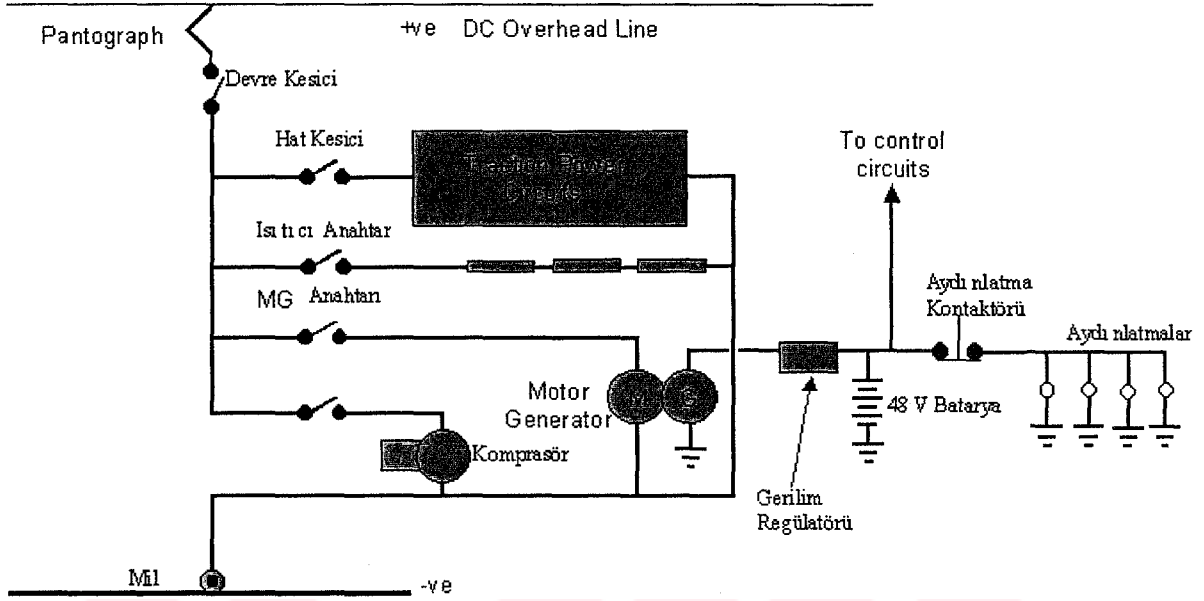 +ve DC Overhead Line
Pantograph
Devre Kesici
Hat Kesici
Traction Power
Circuits
To control
circuits
Isıtıcı Anahtar
MG Anahtarı
Aydınlatma
Kontaktörü
Aydınlatmalar
Motor
Generator
M
G
48 V Batarya
Komprasör
Gerilim
Regülatörü
Mil
-ve